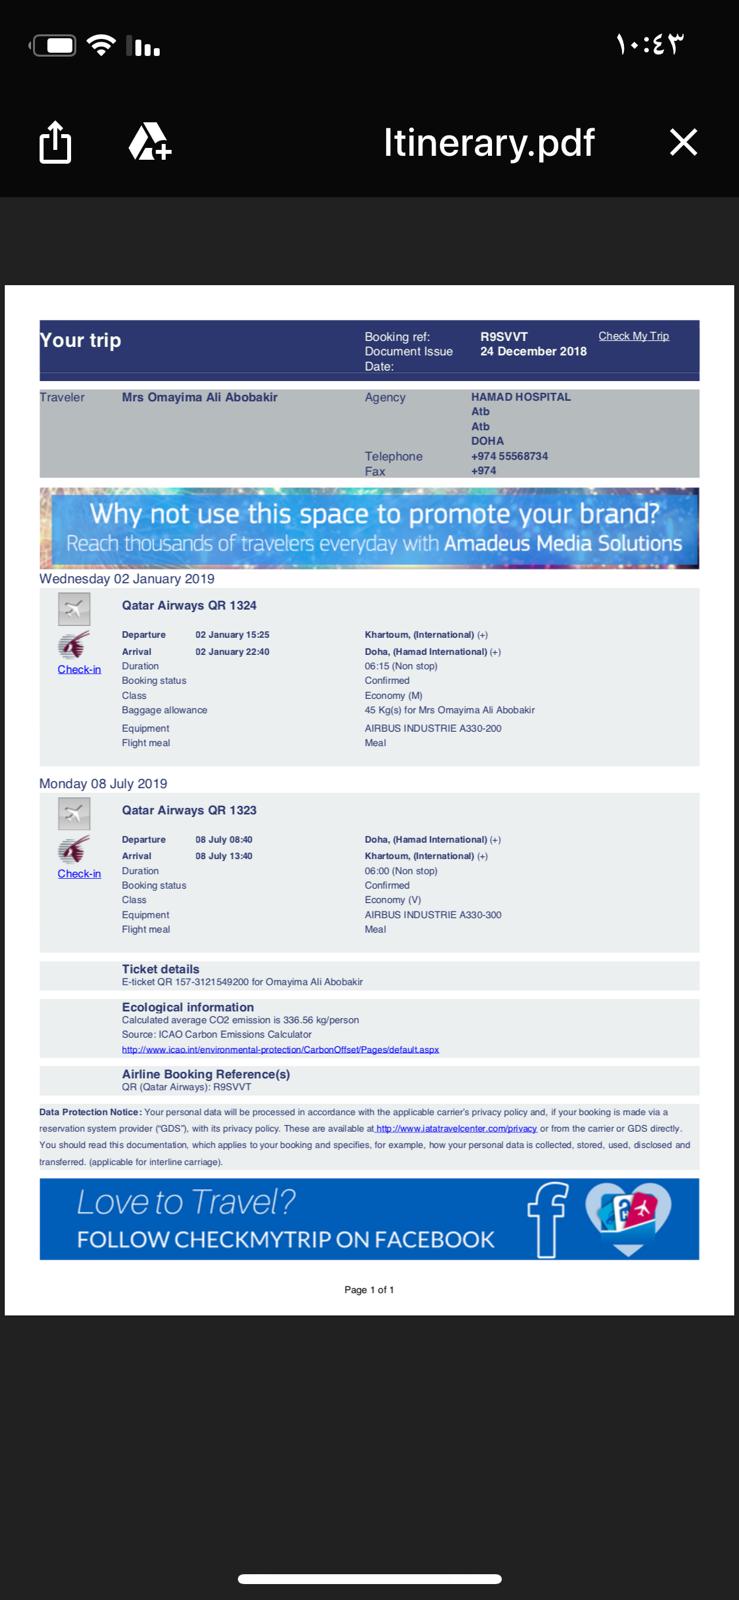 ١٠:٤٣
Itinerary.pdf
Your trip
Booking ref: R9SVVT Check My Trip
Document Issue 24 December 2018
Date:
Traveler Mrs Omayima Ali Abobakir Agency HAMAD HOSPITAL
Atb
Atb
DOHA
Telephone +974 55568734
Fax +974
Why not use this space to promote your brand?
Reach thousands of travelers everyday with Amadeus Media Solutions
Wednesday 02 January 2019
Qatar Airways QR 1324
Departure 02 January 15:25 Khartoum, (International) (+)
Arrival 02 January 22:40 Doha, (Hamad International) (+)
Check-in
Duration 06:15 (Non stop)
Booking status Confirmed
Class Economy (M)
Baggage allowance 45 Kg(s) for Mrs Omayima Ali Abobakir
Equipment AIRBUS INDUSTRIE A330-200
Flight meal Meal
Monday 08 July 2019
Qatar Airways QR 1323
Departure 08 July 08:40 Doha, (Hamad International) (+)
Arrival 08 July 13:40 Khartoum, (International) (+)
Check-in
Duration 06:00 (Non stop)
Booking status Confirmed
Class Economy (V)
Equipment AIRBUS INDUSTRIE A330-300
Flight meal Meal
Ticket details
E-ticket QR 157-3121549200 for Omayima Ali Abobakir
Ecological information
Calculated average CO2 emission is 336.56 kg/person
Source: ICAO Carbon Emissions Calculator
http://www.icao.int/environmental-protection/CarbonOffset/Pages/default.aspx
Airline Booking Reference(s)
QR (Qatar Airways): R9SVVT
Data Protection Notice: Your personal data will be processed in accordance with the applicable carrier's privacy policy and, if your booking is made via a
reservation system provider ("GDS"), with its privacy policy. These are available at http://www.iatatravelcenter.com/privacy or from the carrier or GDS directly.
You should read this documentation, which applies to your booking and specifies, for example, how your personal data is collected, stored, used, disclosed and
transferred. (applicable for interline carriage).
Love to Travel?
FOLLOW CHECKMYTRIP ON FACEBOOK
Page 1 of 1